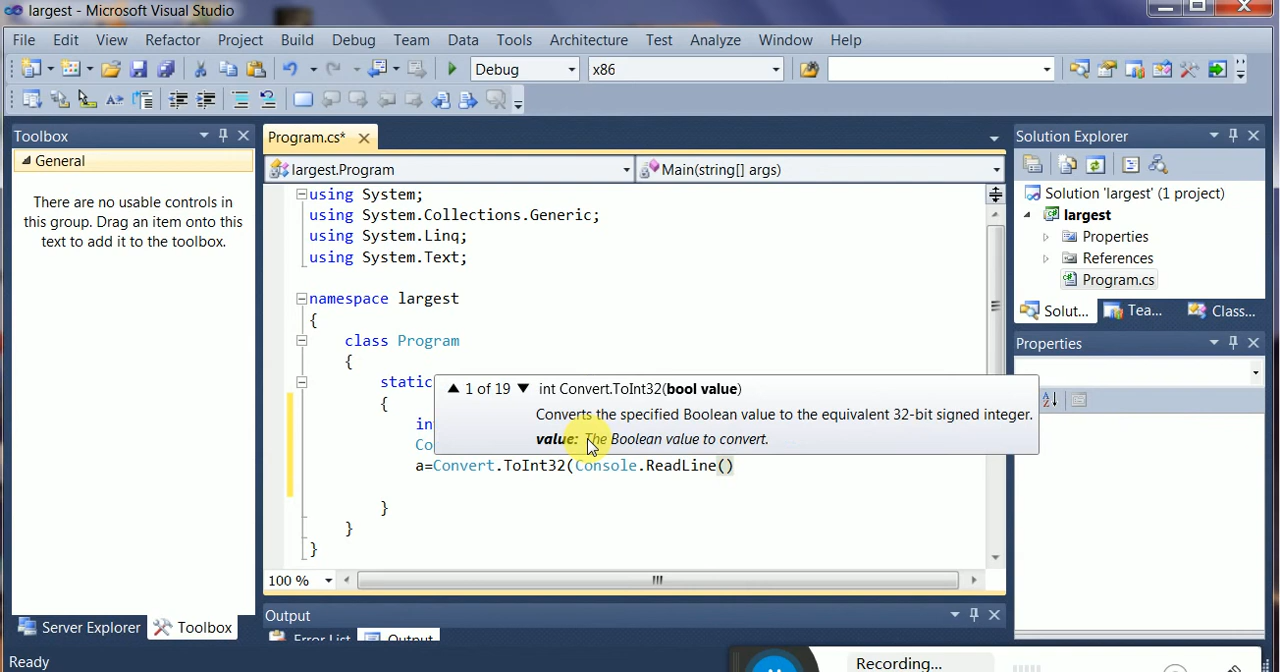 largest - Microsoft Visual Studio
File Edit View Refactor Project Build Debug Team Data Tools Architecture Test Analyze Window Help
Debug x86
Toolbox
General
There are no usable controls in
this group. Drag an item onto this
text to add it to the toolbox.
Server Explorer Toolbox
Program.cs*
largest.Program Main(string[] args)
using System;
using System.Collections.Generic;
using System.Linq;
using System.Text;
namespace largest
{
class Program
{
static
{
in
Co
1 of 19 int Convert.ToInt32(bool value)
Converts the specified Boolean value to the equivalent 32-bit signed integer.
value: The Boolean value to convert.
a=Convert.ToInt32(Console.ReadLine()
}
}
}
100 %
Output
Error List Output
Solution Explorer
Solution 'largest' (1 project)
largest
Properties
References
Program.cs
Solut... Tea... Class...
Properties
Ready
Recording...